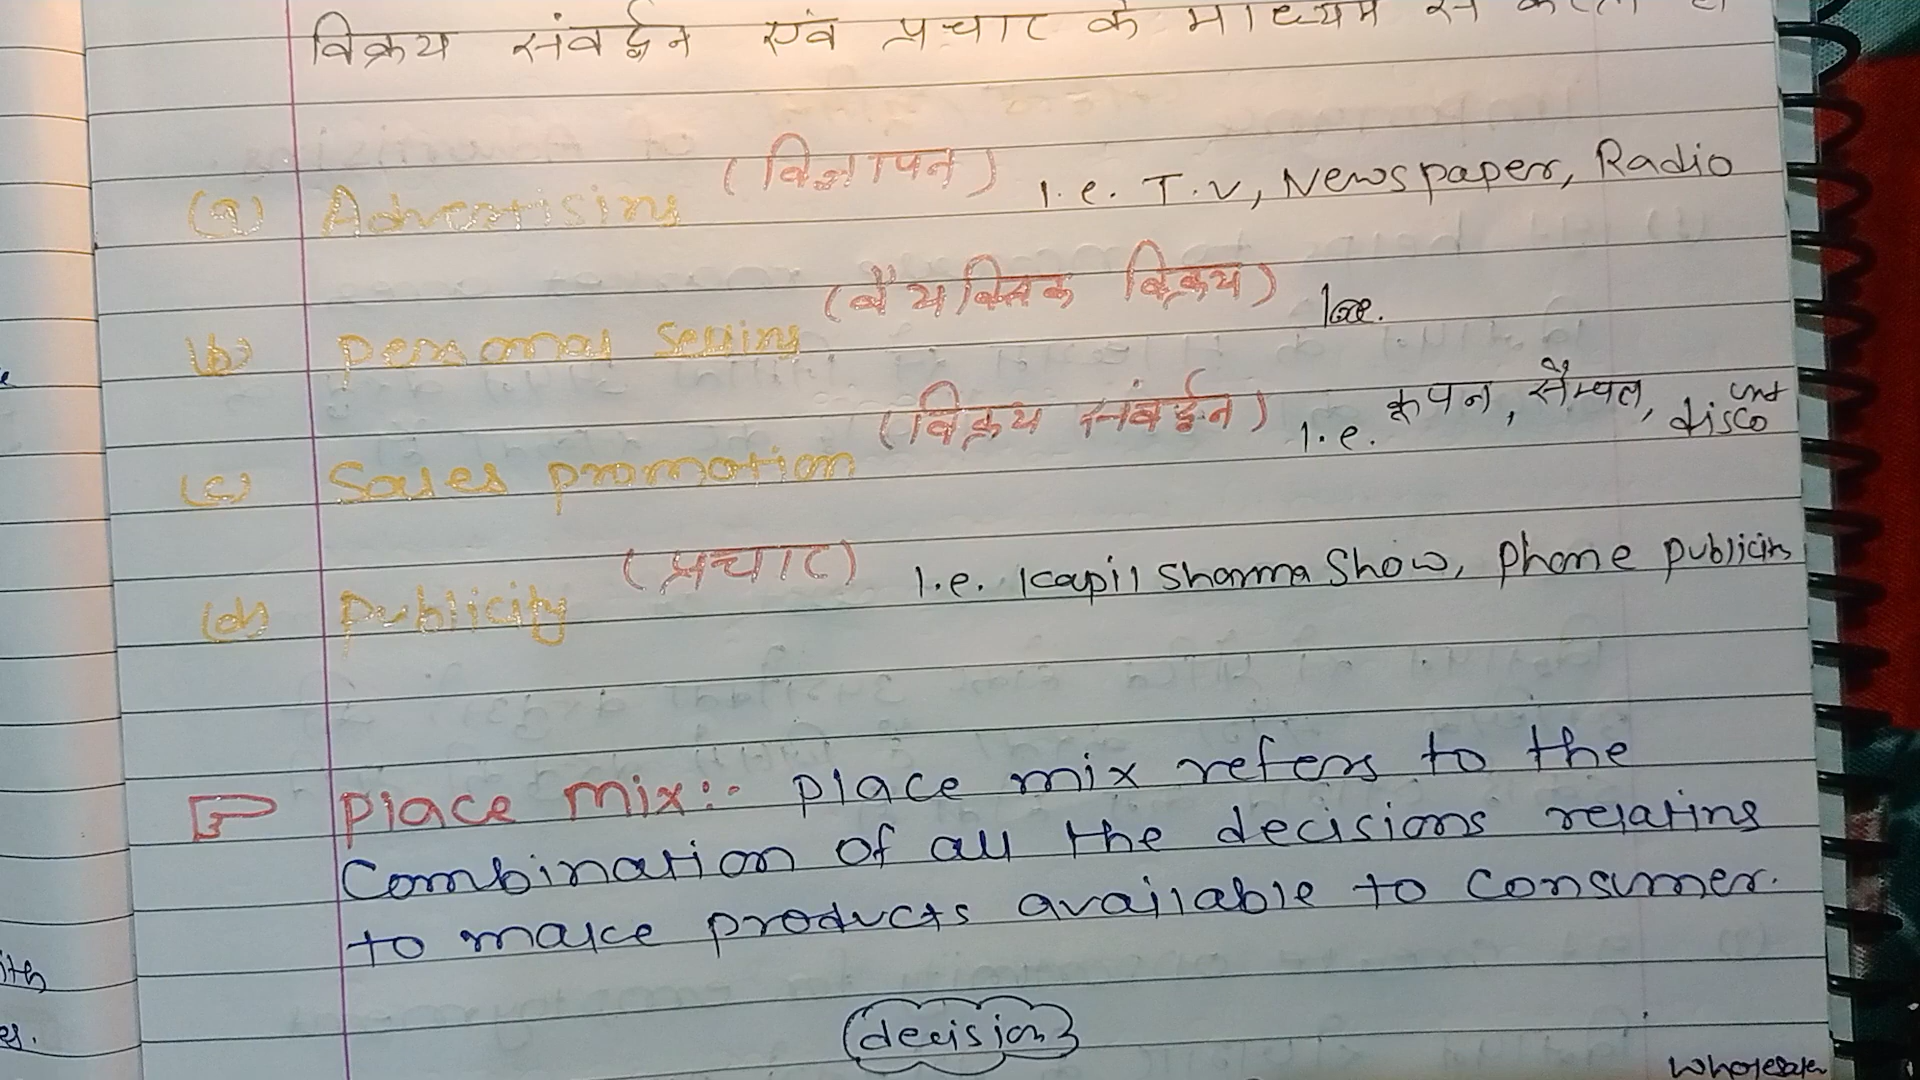 विक्रय संवर्द्धन एवं प्रचार के माध्यम से
(a) Advertising (विज्ञापन) i.e. T.V, Newspaper, Radio
(b) personal selling (वैयक्तिक विक्रय)
(c) Sales promotion (विक्रय संवर्द्धन) i.e. कूपन, सैम्पल, discount
(d) Publicity (प्रचार) i.e. Kapil Sharma Show, Phone publicity
Place mix:- Place mix refers to the
Combination of all the decisions relating
to make products available to Consumer.
decision
Wholesaler
ith